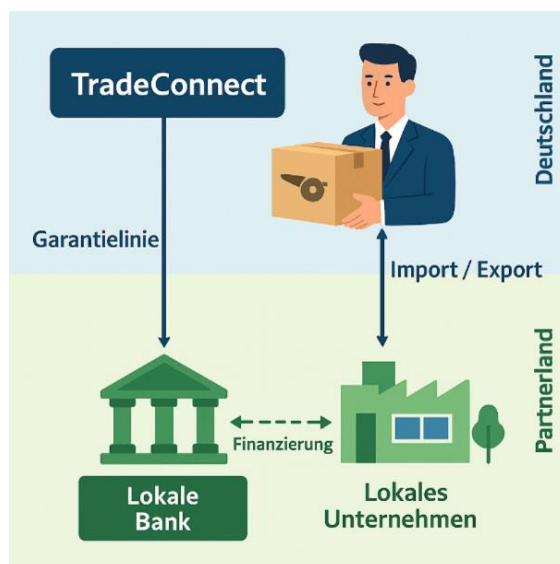 TradeConnect
Deutschland
Garantielinie
Import / Export
Partnerland
Finanzierung
Lokale
Bank
Lokales
Unternehmen